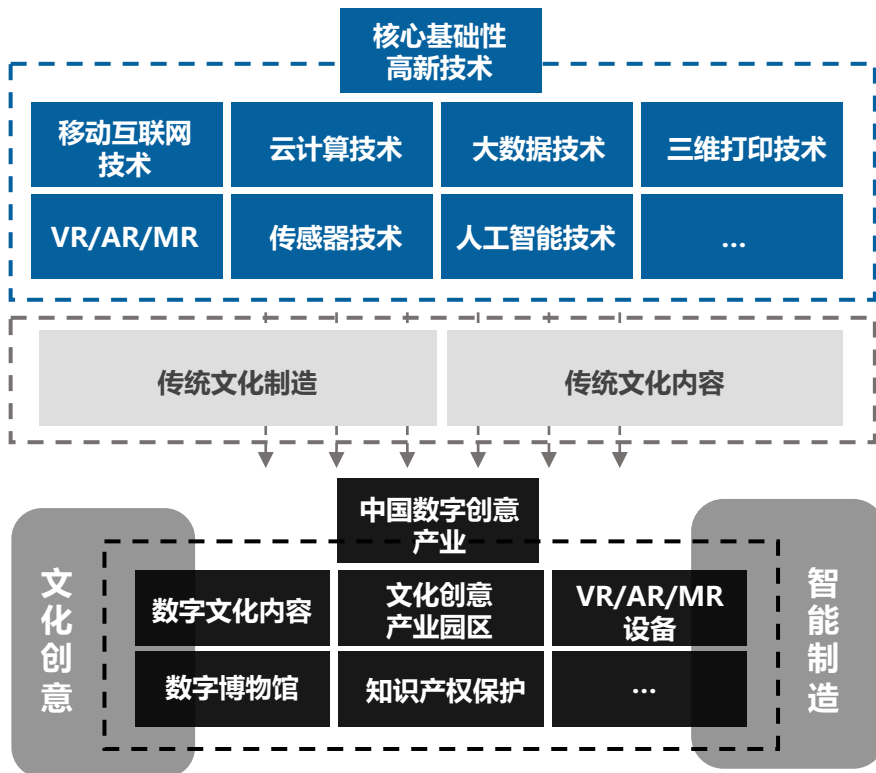 核心基础性
高新技术
移动互联网
技术
云计算技术
大数据技术
三维打印技术
VR/AR/MR
传感器技术
人工智能技术
...
传统文化制造
传统文化内容
中国数字创意
产业
文化创意
数字文化内容
文化创意
产业园区
VR/AR/MR
设备
数字博物馆
知识产权保护
...
智能制造